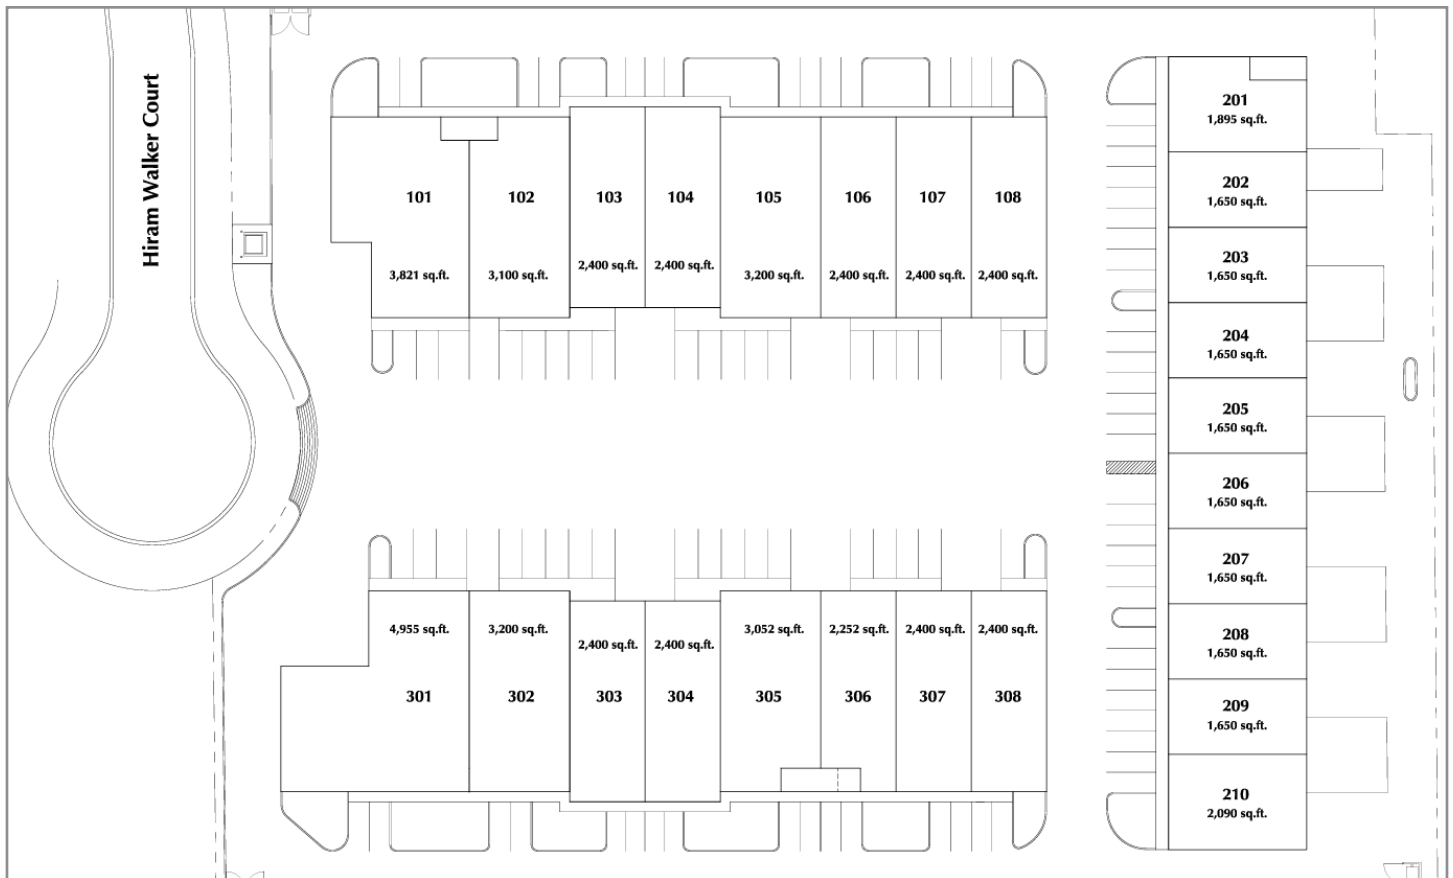 Hiram Walker Court
101
3,821 sq.ft.
102
3,100 sq.ft.
103
2,400 sq.ft.
104
2,400 sq.ft.
105
3,200 sq.ft.
106
2,400 sq.ft.
107
2,400 sq.ft.
108
2,400 sq.ft.
201
1,895 sq.ft.
202
1,650 sq.ft.
203
1,650 sq.ft.
204
1,650 sq.ft.
205
1,650 sq.ft.
206
1,650 sq.ft.
207
1,650 sq.ft.
208
1,650 sq.ft.
209
1,650 sq.ft.
210
2,090 sq.ft.
4,955 sq.ft.
301
3,200 sq.ft.
302
2,400 sq.ft.
303
2,400 sq.ft.
304
3,052 sq.ft.
305
2,252 sq.ft.
306
2,400 sq.ft.
307
2,400 sq.ft.
308